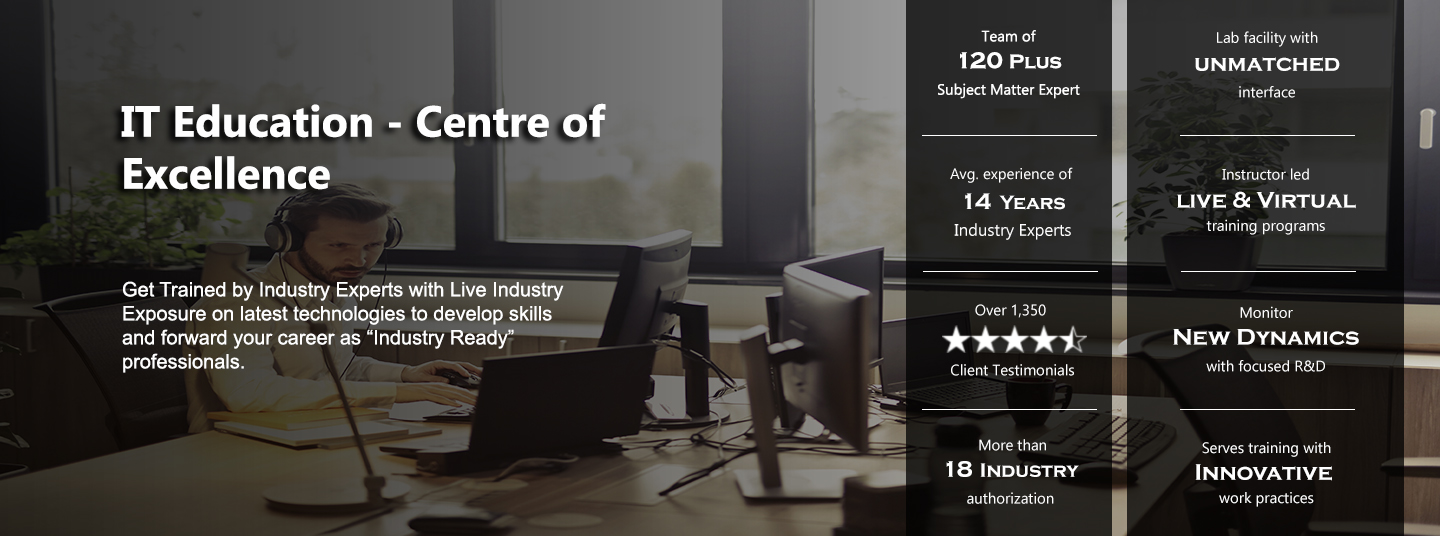 IT Education - Centre of
Excellence
Get Trained by Industry Experts with Live Industry
Exposure on latest technologies to develop skills
and forward your career as “Industry Ready”
professionals.
Team of
120 PLUS
Subject Matter Expert
Avg. experience of
14 YEARS
Industry Experts
Over 1,350
Client Testimonials
More than
18 INDUSTRY
authorization
Lab facility with
UNMATCHED
interface
Instructor led
LIVE & VIRTUAL
training programs
Monitor
NEW DYNAMICS
with focused R&D
Serves training with
INNOVATIVE
work practices